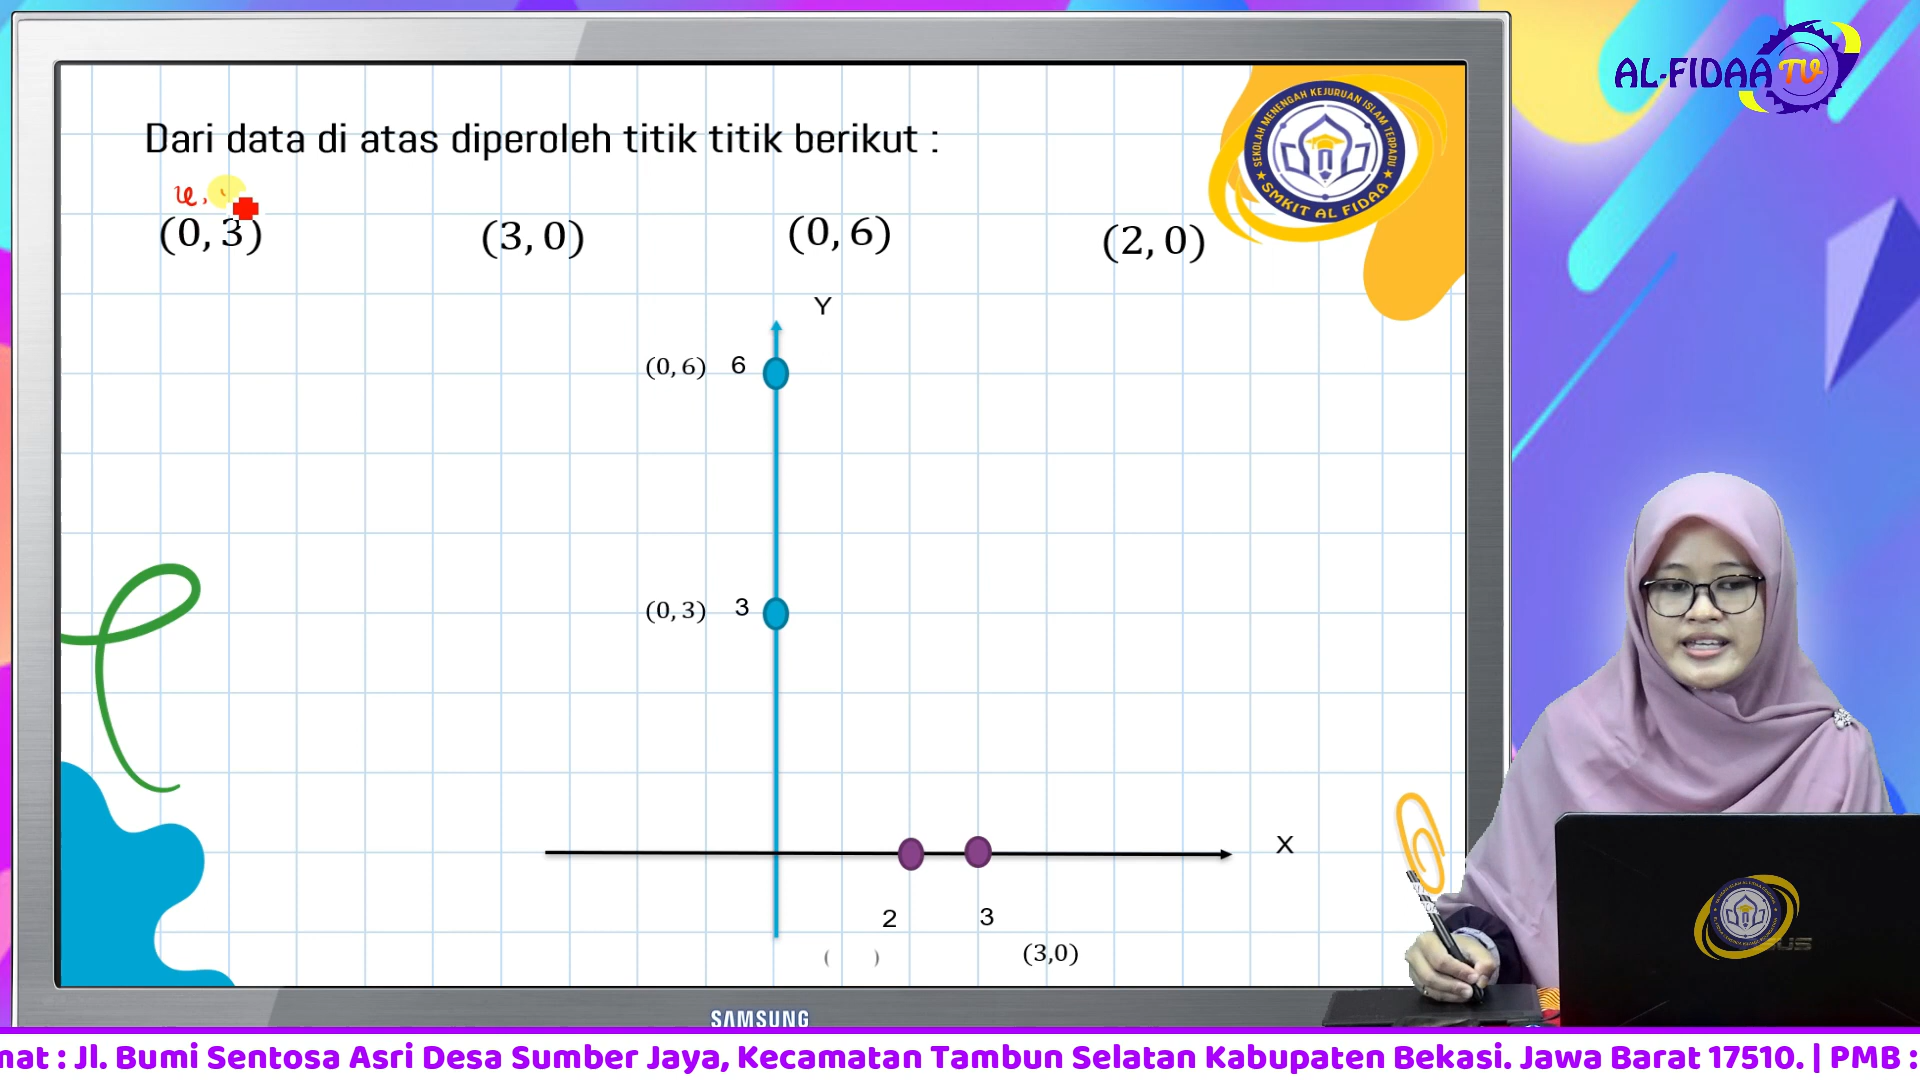 AL-FIDAA TV
SEKOLAH MENENGAH KEJURUAN ISLAM TERPADU
SMKIT AL FIDAA
Dari data di atas diperoleh titik titik berikut :
x,
(0, 3) (3, 0) (0, 6) (2, 0)
Y
(0, 6) 6
(0, 3) 3
X
2 3
( ) (3,0)
SAMSUNG
mat : Jl. Bumi Sentosa Asri Desa Sumber Jaya, Kecamatan Tambun Selatan Kabupaten Bekasi. Jawa Barat 17510. | PMB :